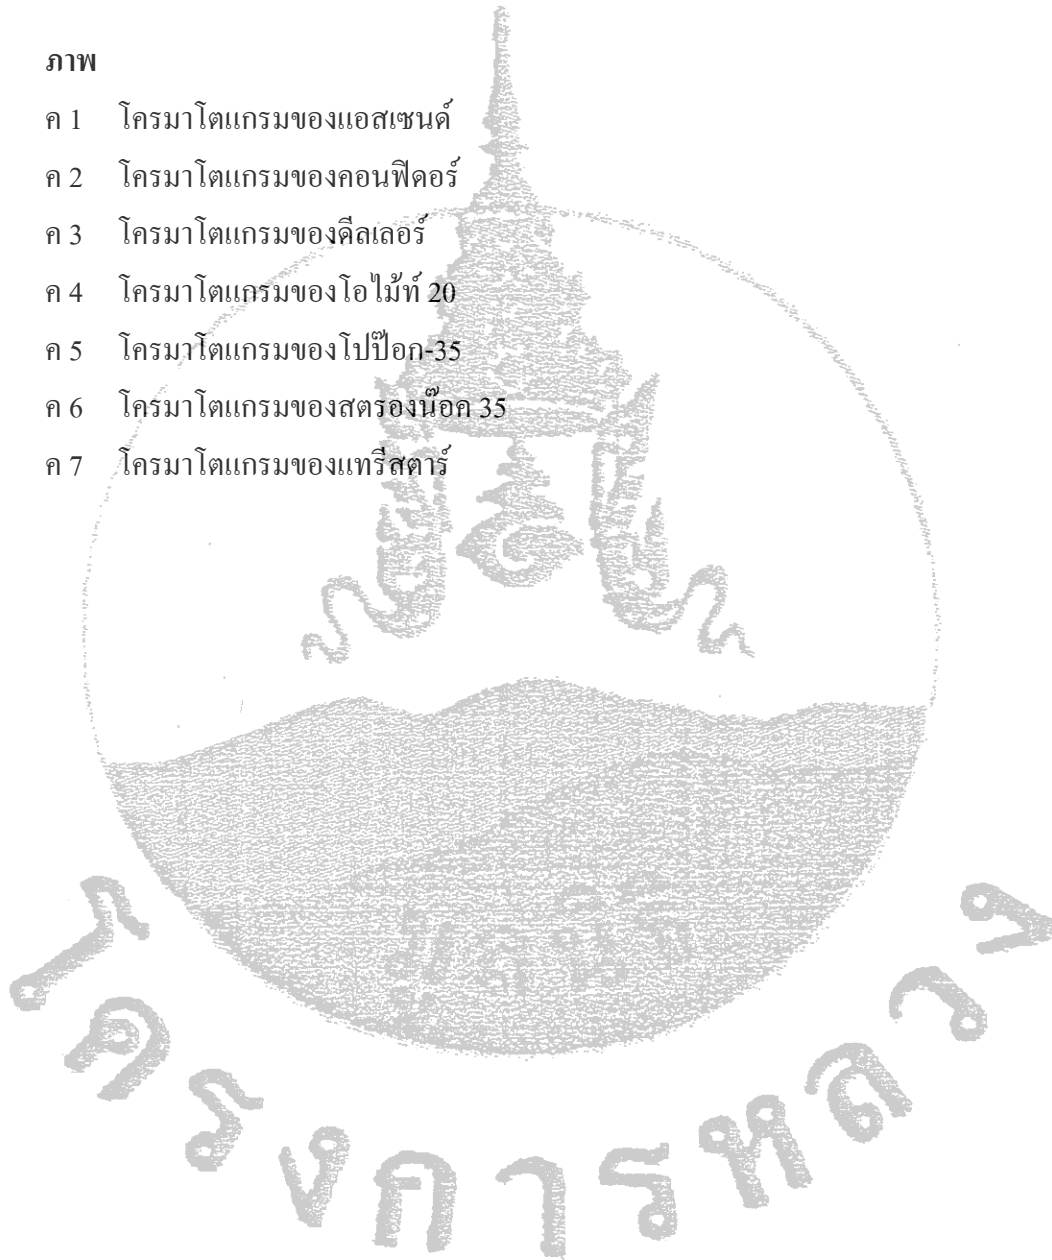 ภาพ
ค 1 โครมาโตแกรมของแอสเซนด์
ค 2 โครมาโตแกรมของคอนฟิดอร์
ค 3 โครมาโตแกรมของดีลเลอร์
ค 4 โครมาโตแกรมของโอไม้ท์ 20
ค 5 โครมาโตแกรมของโปป๊อก-35
ค 6 โครมาโตแกรมของสตรองน๊อค 35
ค 7 โครมาโตแกรมของแทรีสตาร์
มูลนิธิ
โครงการหลวง